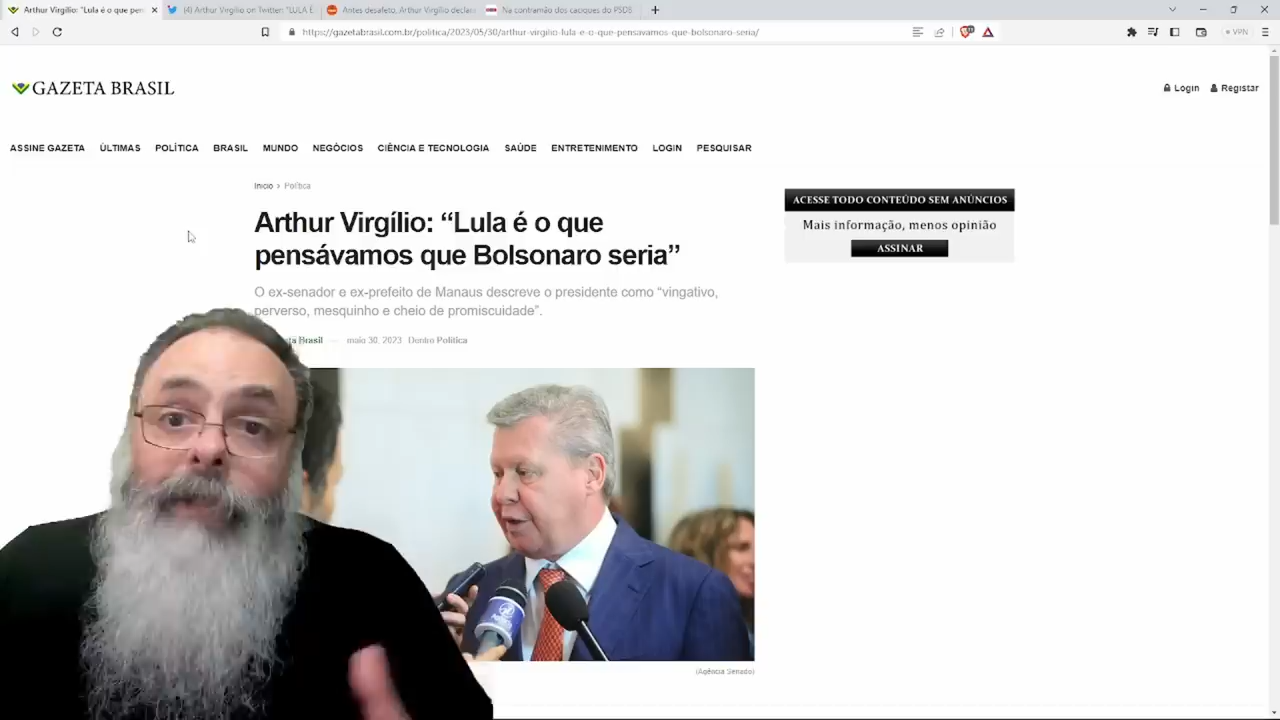 Arthur Virgílio: "Lula é o que pen
(4) Arthur Virgílio on Twitter: "LULA É
Antes desafeto, Arthur Virgílio declara
Na contramão dos caciques do PSDB
https://gazetabrasil.com.br/politica/2023/05/30/arthur-virgilio-lula-e-o-que-pensavamos-que-bolsonaro-seria/
VPN
GAZETA BRASIL
Login Registar
ASSINE GAZETA ÚLTIMAS POLÍTICA BRASIL MUNDO NEGÓCIOS CIÊNCIA E TECNOLOGIA SAÚDE ENTRETENIMENTO LOGIN PESQUISAR
Início > Política
Arthur Virgílio: “Lula é o que
pensávamos que Bolsonaro seria”
O ex-senador e ex-prefeito de Manaus descreve o presidente como “vingativo,
perverso, mesquinho e cheio de promiscuidade”.
Brasil — maio 30, 2023 Dentro Política
(Agência Senado)
ACESSE TODO CONTEÚDO SEM ANÚNCIOS
Mais informação, menos opinião
ASSINAR